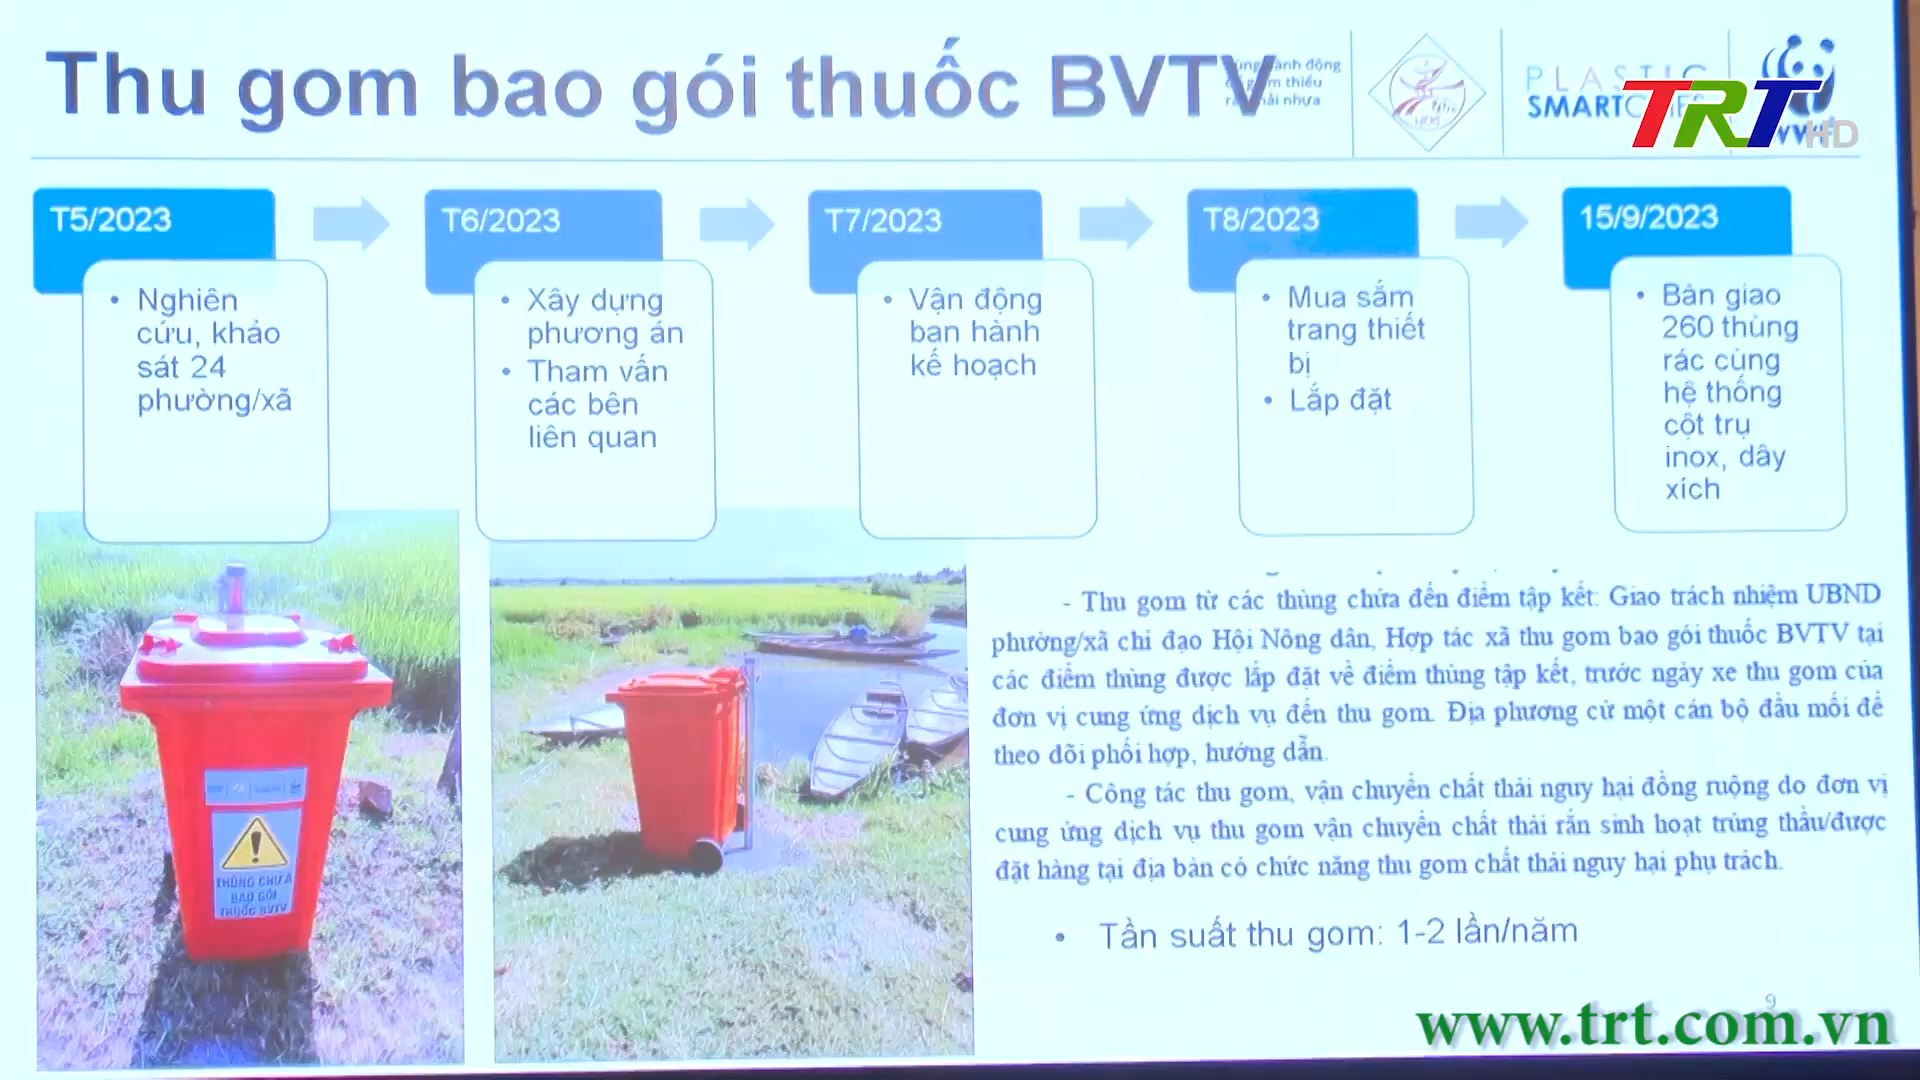 Thu gom bao gói thuốc BVTV
PLASTIC
SMART
TRT HD
T5/2023
T6/2023
T7/2023
T8/2023
15/9/2023
• Nghiên
cứu, khảo
sát 24
phường/xã
• Xây dựng
phương án
• Tham vấn
các bên
liên quan
• Vận động
ban hành
kế hoạch
• Mua sắm
trang thiết
bị
• Lắp đặt
• Bàn giao
260 thùng
rác cùng
hệ thống
cột trụ
inox, dây
xích
THÙNG CHỨA
BAO GÓI
THUỐC BVTV
- Thu gom từ các thùng chứa đến điểm tập kết: Giao trách nhiệm UBND
phường/xã chỉ đạo Hội Nông dân, Hợp tác xã thu gom bao gói thuốc BVTV tại
các điểm thùng được lắp đặt về điểm thùng tập kết, trước ngày xe thu gom của
đơn vị cung ứng dịch vụ đến thu gom. Địa phương cử một cán bộ đầu mối để
theo dõi phối hợp, hướng dẫn.
- Công tác thu gom, vận chuyển chất thải nguy hại đồng ruộng do đơn vị
cung ứng dịch vụ thu gom vận chuyển chất thải rắn sinh hoạt trúng thầu/được
đặt hàng tại địa bàn có chức năng thu gom chất thải nguy hại phụ trách.
• Tần suất thu gom: 1-2 lần/năm
9
www.trt.com.vn